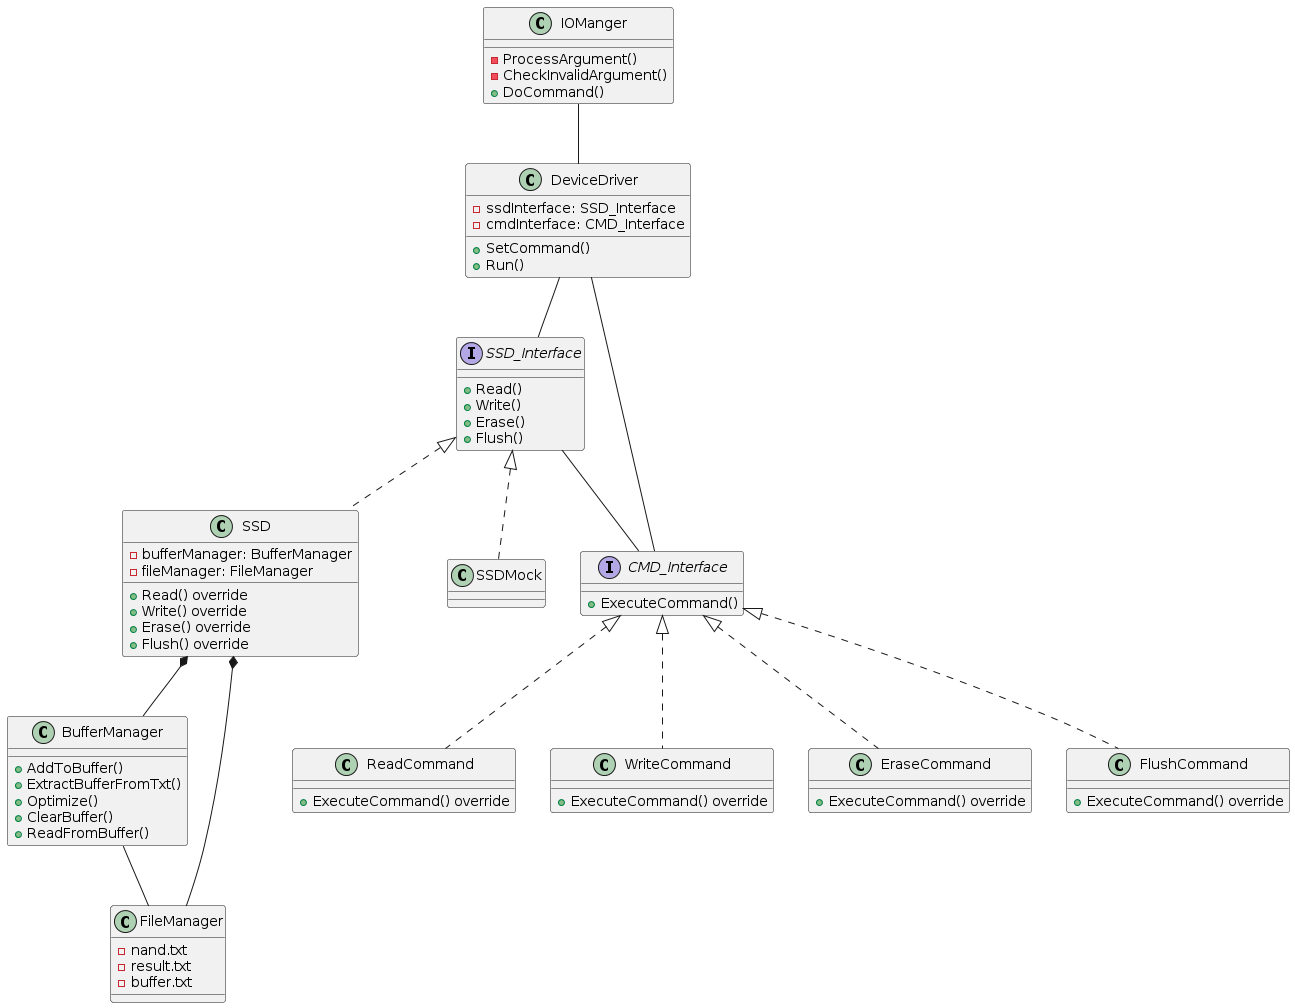 C IOManger
ProcessArgument()
CheckInvalidArgument()
DoCommand()
C DeviceDriver
ssdInterface: SSD_Interface
cmdInterface: CMD_Interface
SetCommand()
Run()
I SSD_Interface
Read()
Write()
Erase()
Flush()
C SSD
bufferManager: BufferManager
fileManager: FileManager
Read() override
Write() override
Erase() override
Flush() override
C SSDMock
I CMD_Interface
ExecuteCommand()
C BufferManager
AddToBuffer()
ExtractBufferFromTxt()
Optimize()
ClearBuffer()
ReadFromBuffer()
C ReadCommand
ExecuteCommand() override
C WriteCommand
ExecuteCommand() override
C EraseCommand
ExecuteCommand() override
C FlushCommand
ExecuteCommand() override
C FileManager
nand.txt
result.txt
buffer.txt